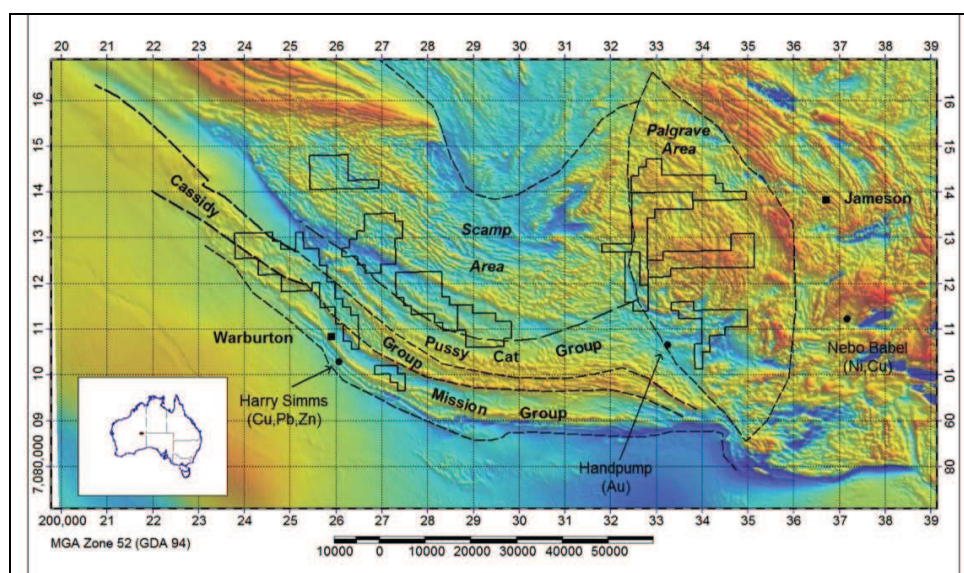 20 21 22 23 24 25 26 27 28 29 30 31 32 33 34 35 36 37 38 39
16 16
Palgrave
Area
15 15
14 14
Cassidy
Jameson
Scamp
13 13
Area
12 12
11 11
Warburton
Pussy Cat Group
Group
Nebo Babel
(Ni,Cu)
10 10
Harry Simms
(Cu,Pb,Zn)
Mission Group
09 09
Handpump
(Au)
7,080,000 08
200,000 21 22 23 24 25 26 27 28 29 30 31 32 33 34 35 36 37 38 39
MGA Zone 52 (GDA 94)
10000 0 10000 20000 30000 40000 50000